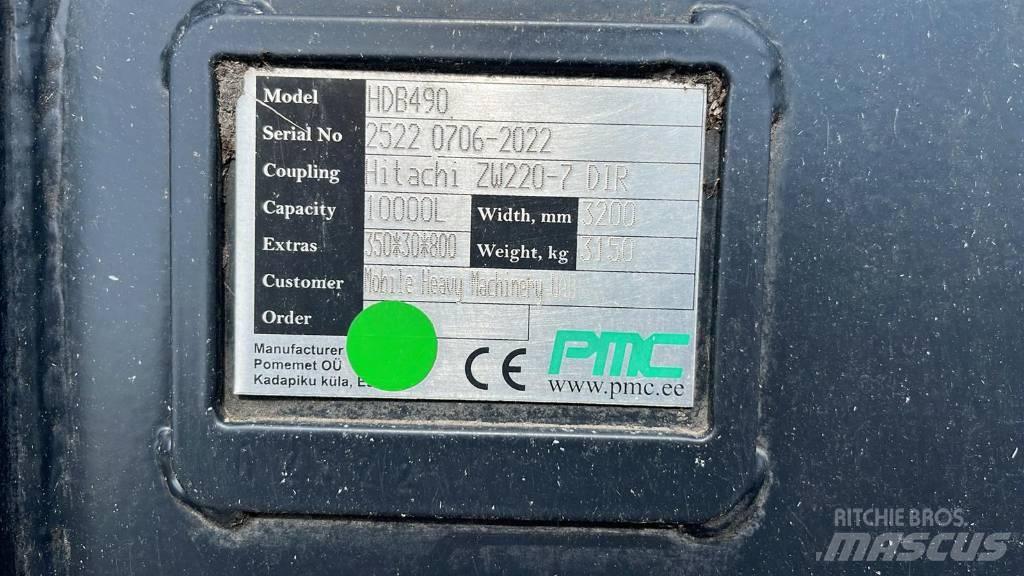 Model HDB490
Serial No 2522 0706-2022
Coupling Hitachi ZW220-7 DIR
Capacity 10000L Width, mm 3200
Extras 350*30*800 Weight, kg 3150
Customer Mobile Heavy Machinery
Order
Manufacturer
Pomemet OÜ
Kadapiku küla,
CE
PMC
www.pmc.ee
RITCHIE BROS.
MASCUS